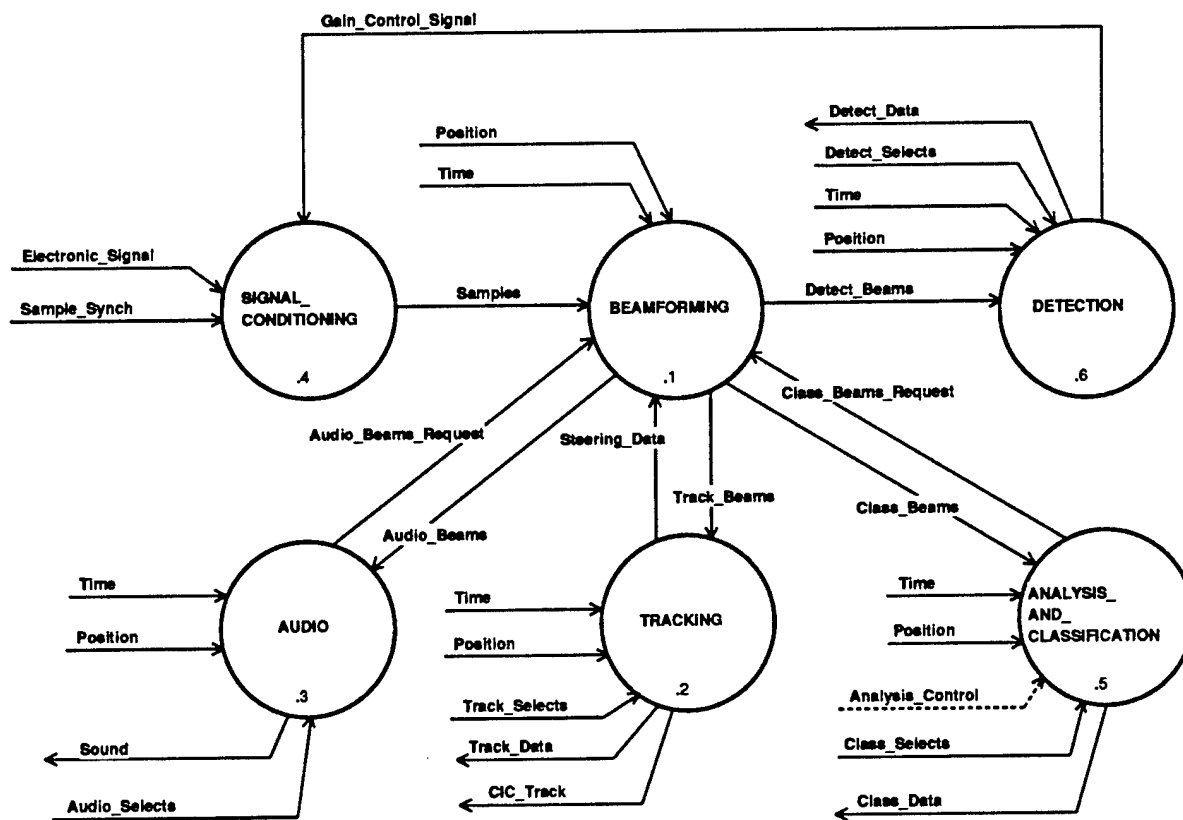 Gain_Control_Signal
Detect_Data
Position
Detect_Selects
Time
Time
Position
Electronic_Signal
Sample_Synch
SIGNAL_
CONDITIONING
.4
Samples
BEAMFORMING
.1
Detect_Beams
DETECTION
.6
Class_Beams_Request
Audio_Beams_Request
Steering_Data
Track_Beams
Class_Beams
Audio_Beams
Time
Position
AUDIO
.3
Sound
Audio_Selects
Time
Position
TRACKING
.2
Track_Selects
Track_Data
CIC_Track
Time
Position
ANALYSIS_
AND_
CLASSIFICATION
.5
Analysis_Control
Class_Selects
Class_Data